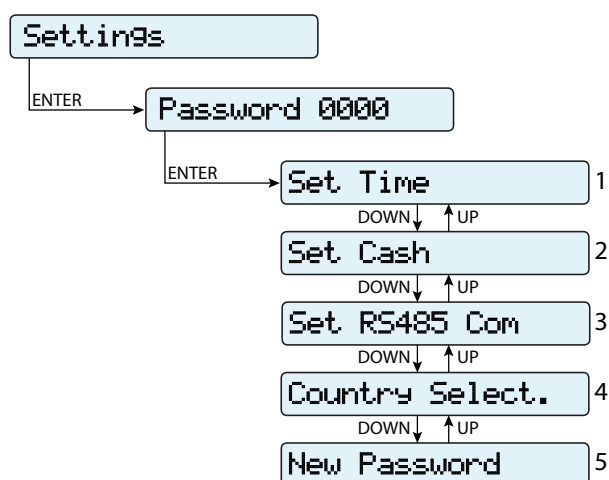 Settings
ENTER
Password 0000
ENTER
Set Time 1
DOWN UP
Set Cash 2
DOWN UP
Set RS485 Com 3
DOWN UP
Country Select. 4
DOWN UP
New Password 5